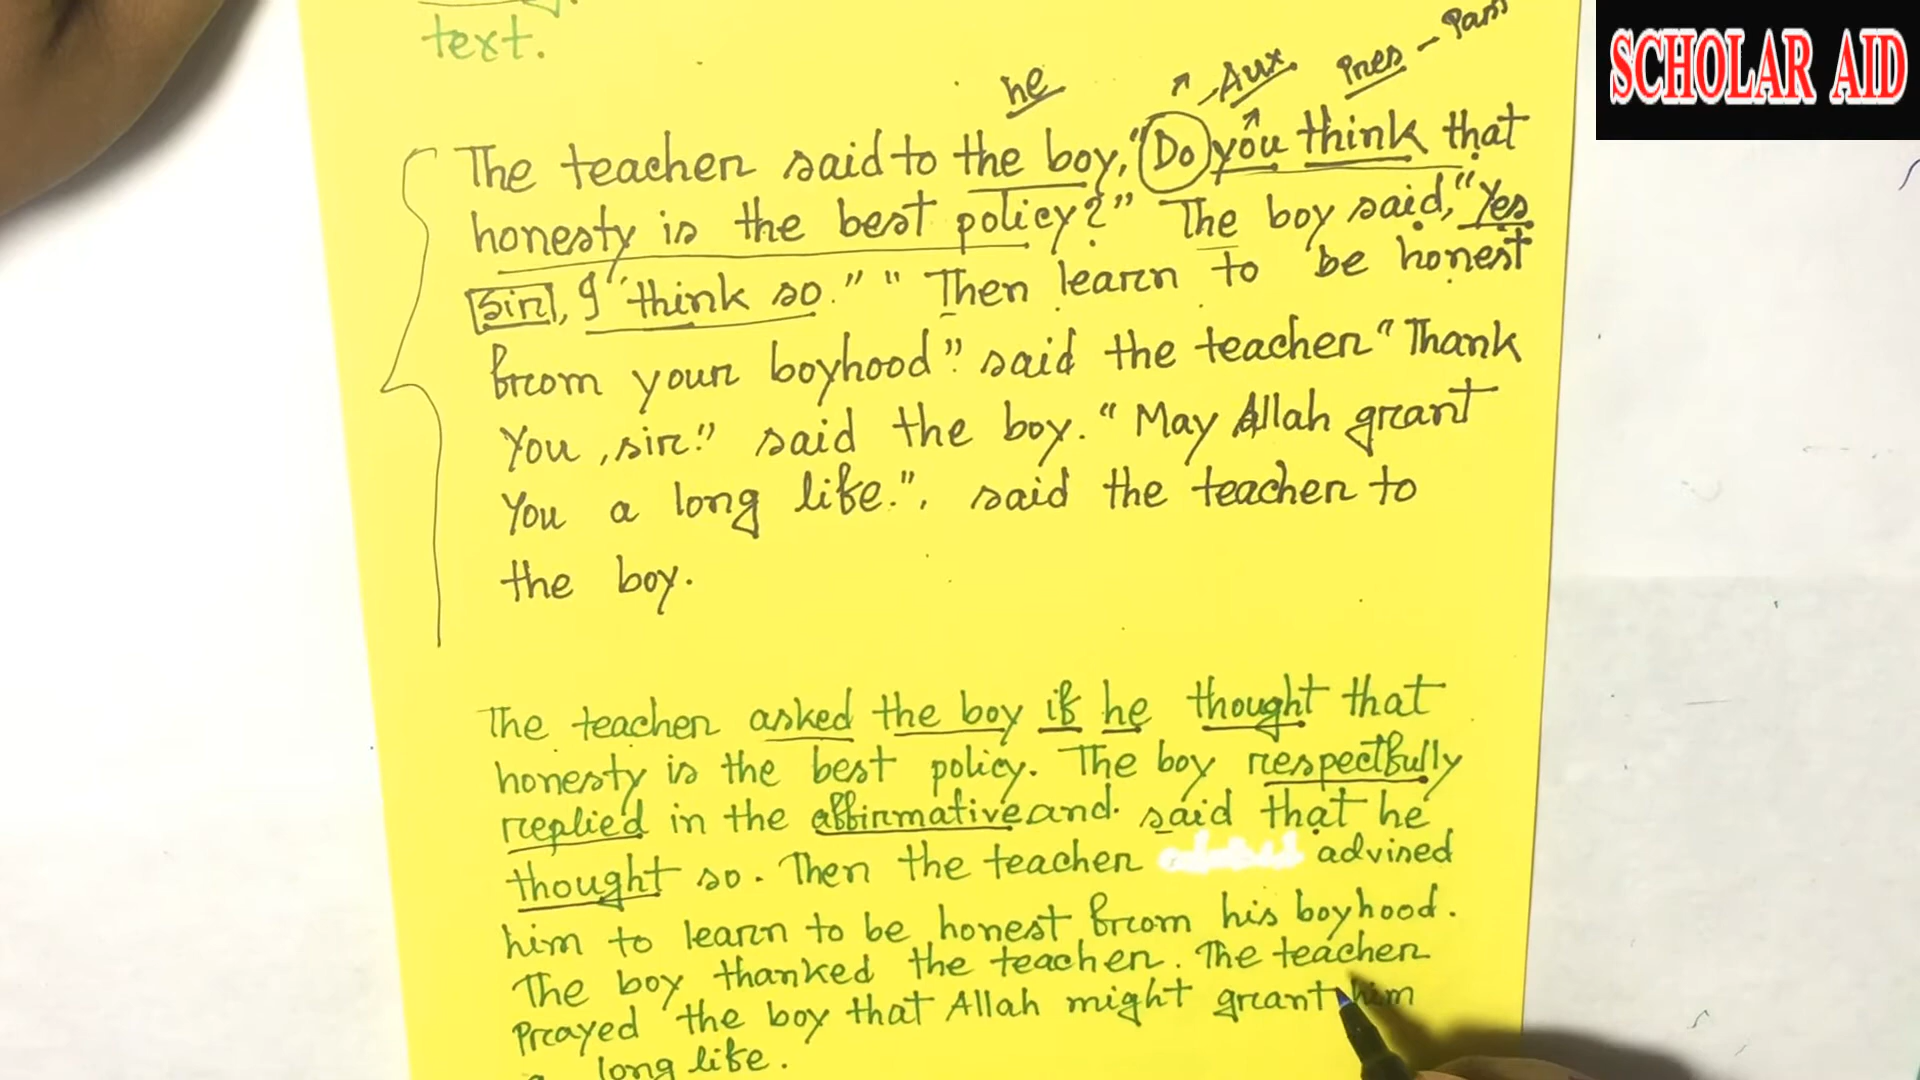 text.
SCHOLAR AID
he
Aux
Pres - Pass
The teacher said to the boy, "Do you think that
honesty is the best policy?" The boy said, "Yes
Sir, I think so." " Then learn to be honest
from your boyhood". said the teacher "Thank
You, sir." said the boy. "May Allah grant
You a long life.", said the teacher to
the boy.
The teacher asked the boy if he thought that
honesty is the best policy. The boy respectfully
replied in the affirmative and. said that he
thought so. Then the teacher advised
him to learn to be honest from his boyhood.
The boy thanked the teacher. The teacher
Prayed the boy that Allah might grant him
a long life.